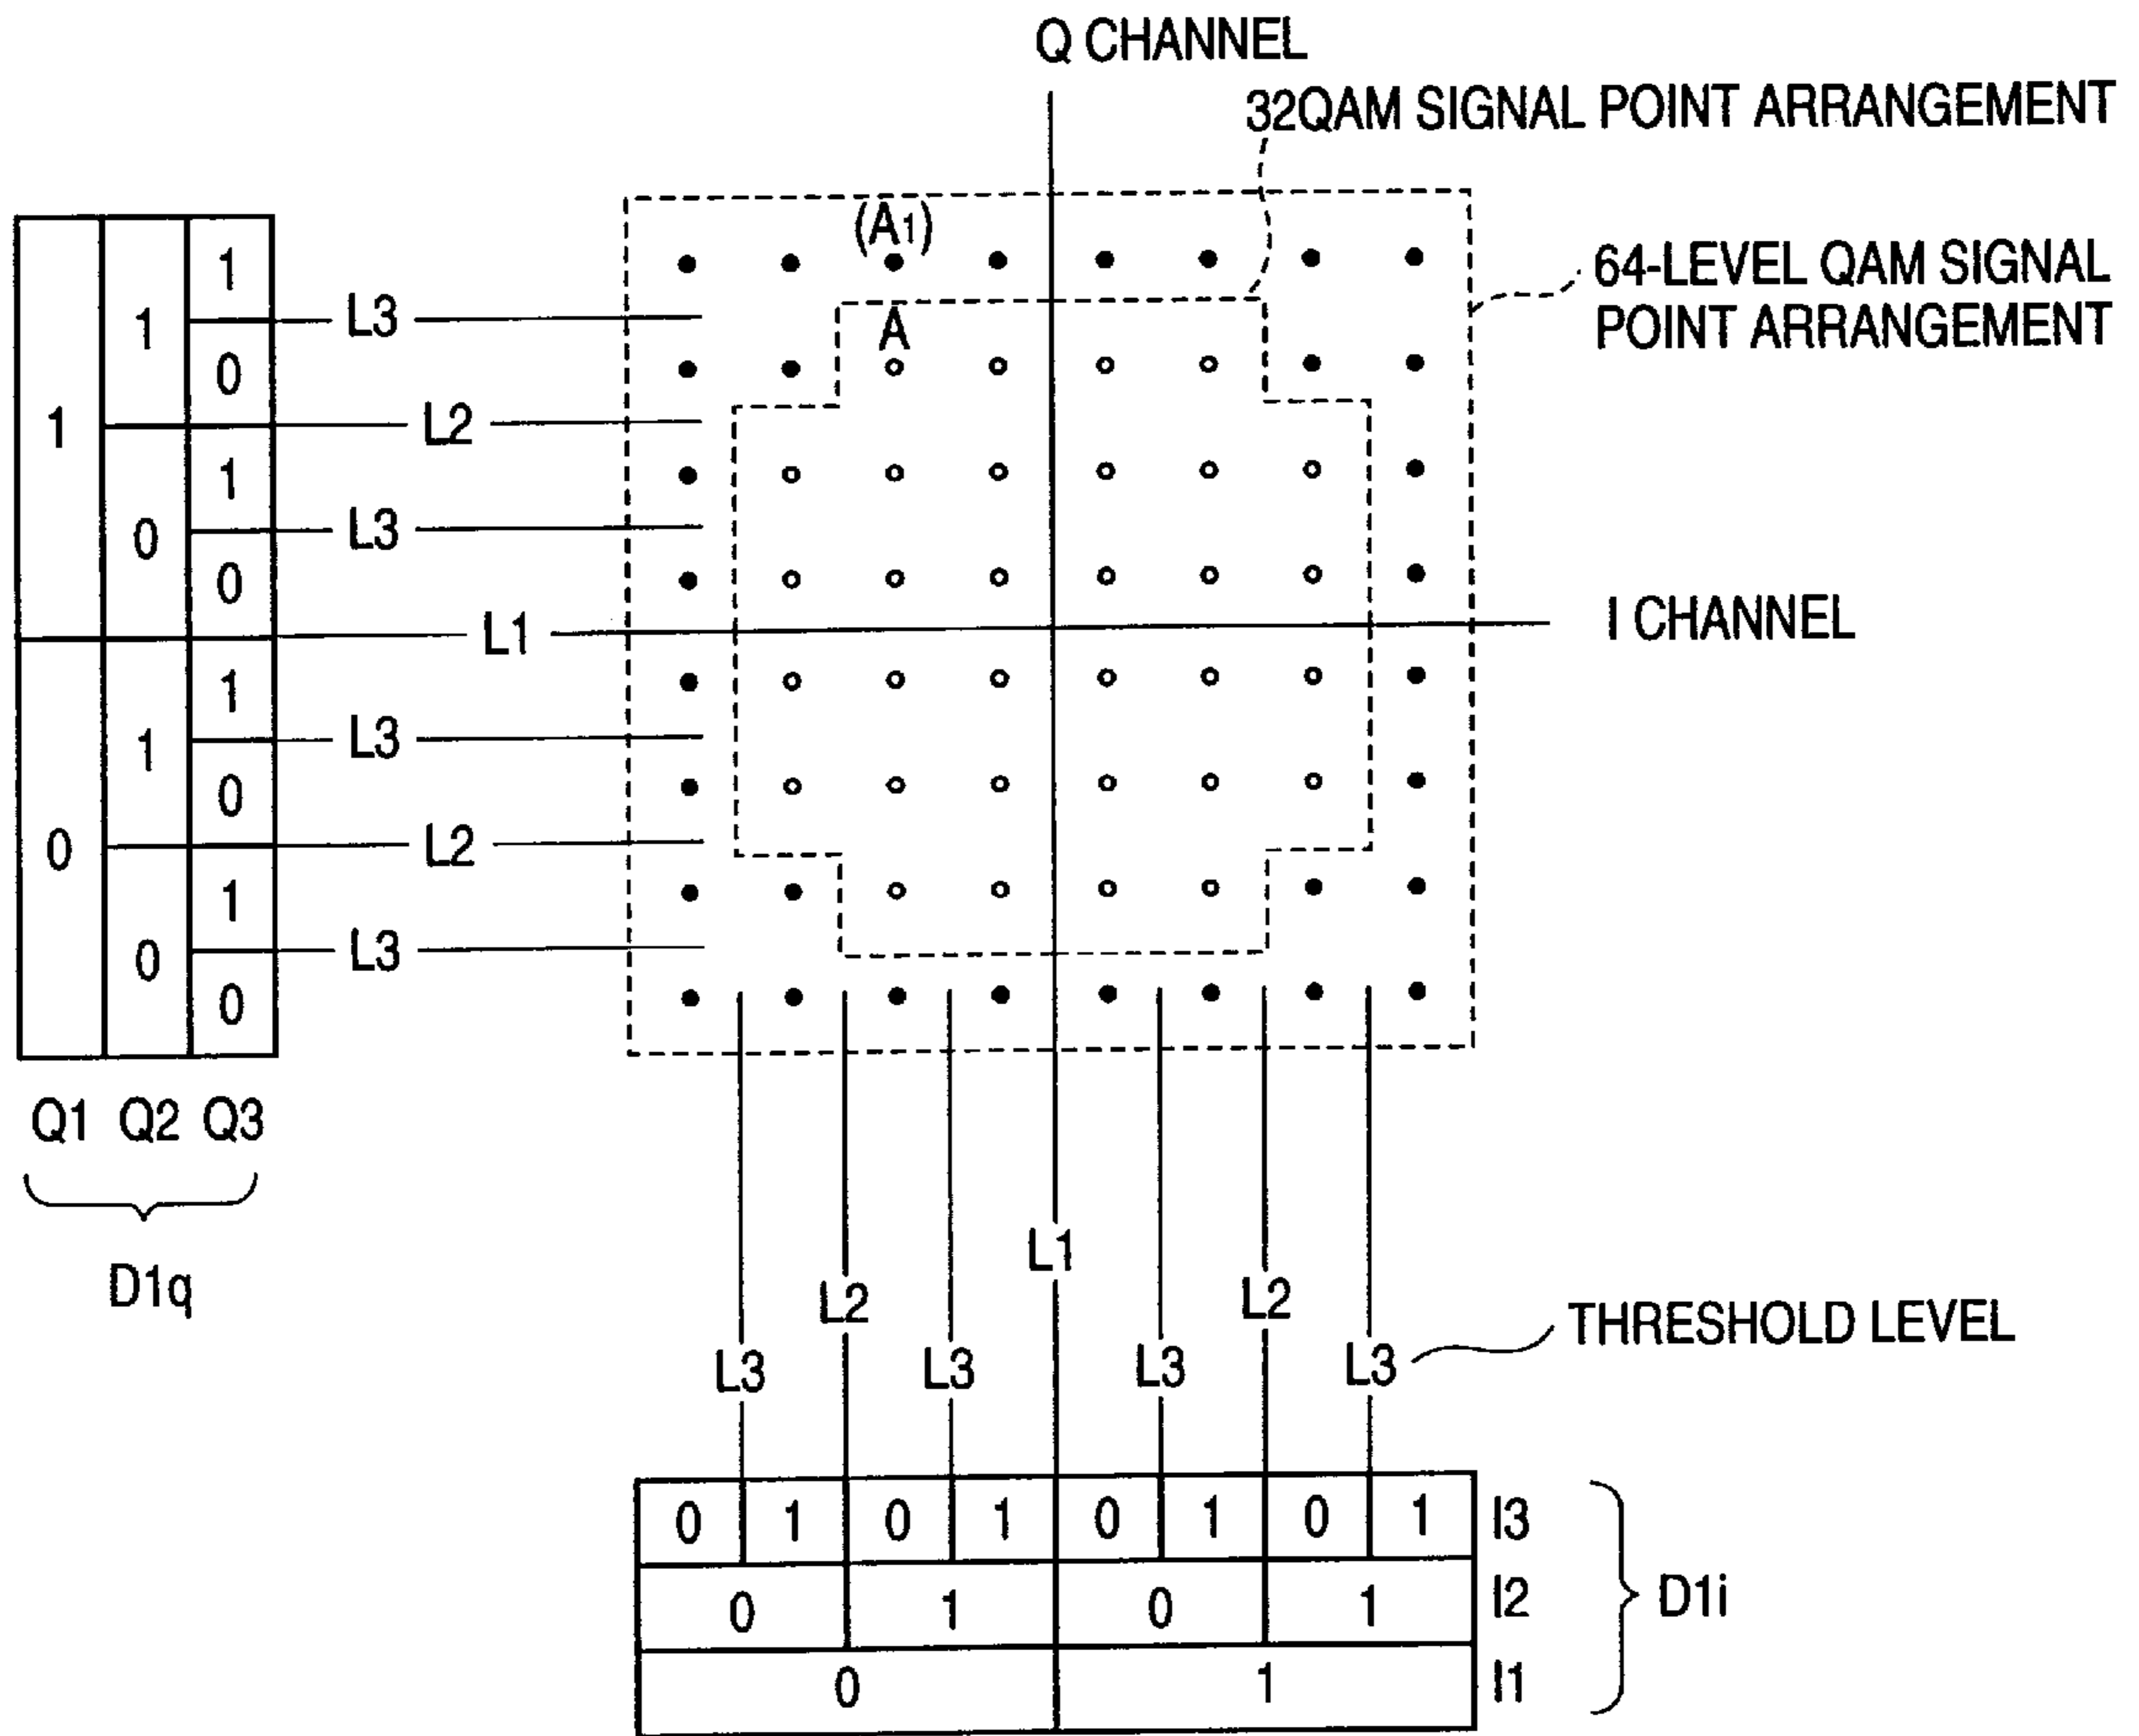 Q CHANNEL
32QAM SIGNAL POINT ARRANGEMENT
64-LEVEL QAM SIGNAL
POINT ARRANGEMENT
(A1)
A
I CHANNEL
1
1
1
L3
0
L2
0
1
L3
0
L1
0
1
1
L3
0
L2
0
1
L3
0
Q1 Q2 Q3
D1q
L1
L2
L2
L3
L3
L3
L3
THRESHOLD LEVEL
0 1 0 1 0 1 0 1 I3
0 1 0 1 I2
0 1 I1
D1i